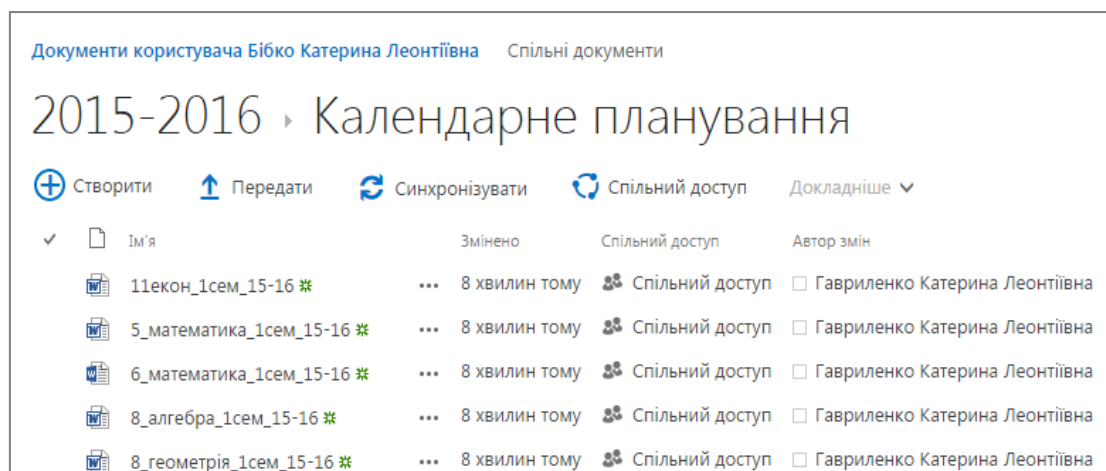 Документи користувача Бібко Катерина Леонтіївна Спільні документи
2015-2016 ▸ Календарне планування
Створити Передати Синхронізувати Спільний доступ Докладніше
Ім'я Змінено Спільний доступ Автор змін
11екон_1сем_15-16 ... 8 хвилин тому Спільний доступ Гавриленко Катерина Леонтіївна
5_математика_1сем_15-16 ... 8 хвилин тому Спільний доступ Гавриленко Катерина Леонтіївна
6_математика_1сем_15-16 ... 8 хвилин тому Спільний доступ Гавриленко Катерина Леонтіївна
8_алгебра_1сем_15-16 ... 8 хвилин тому Спільний доступ Гавриленко Катерина Леонтіївна
8_геометрія_1сем_15-16 ... 8 хвилин тому Спільний доступ Гавриленко Катерина Леонтіївна